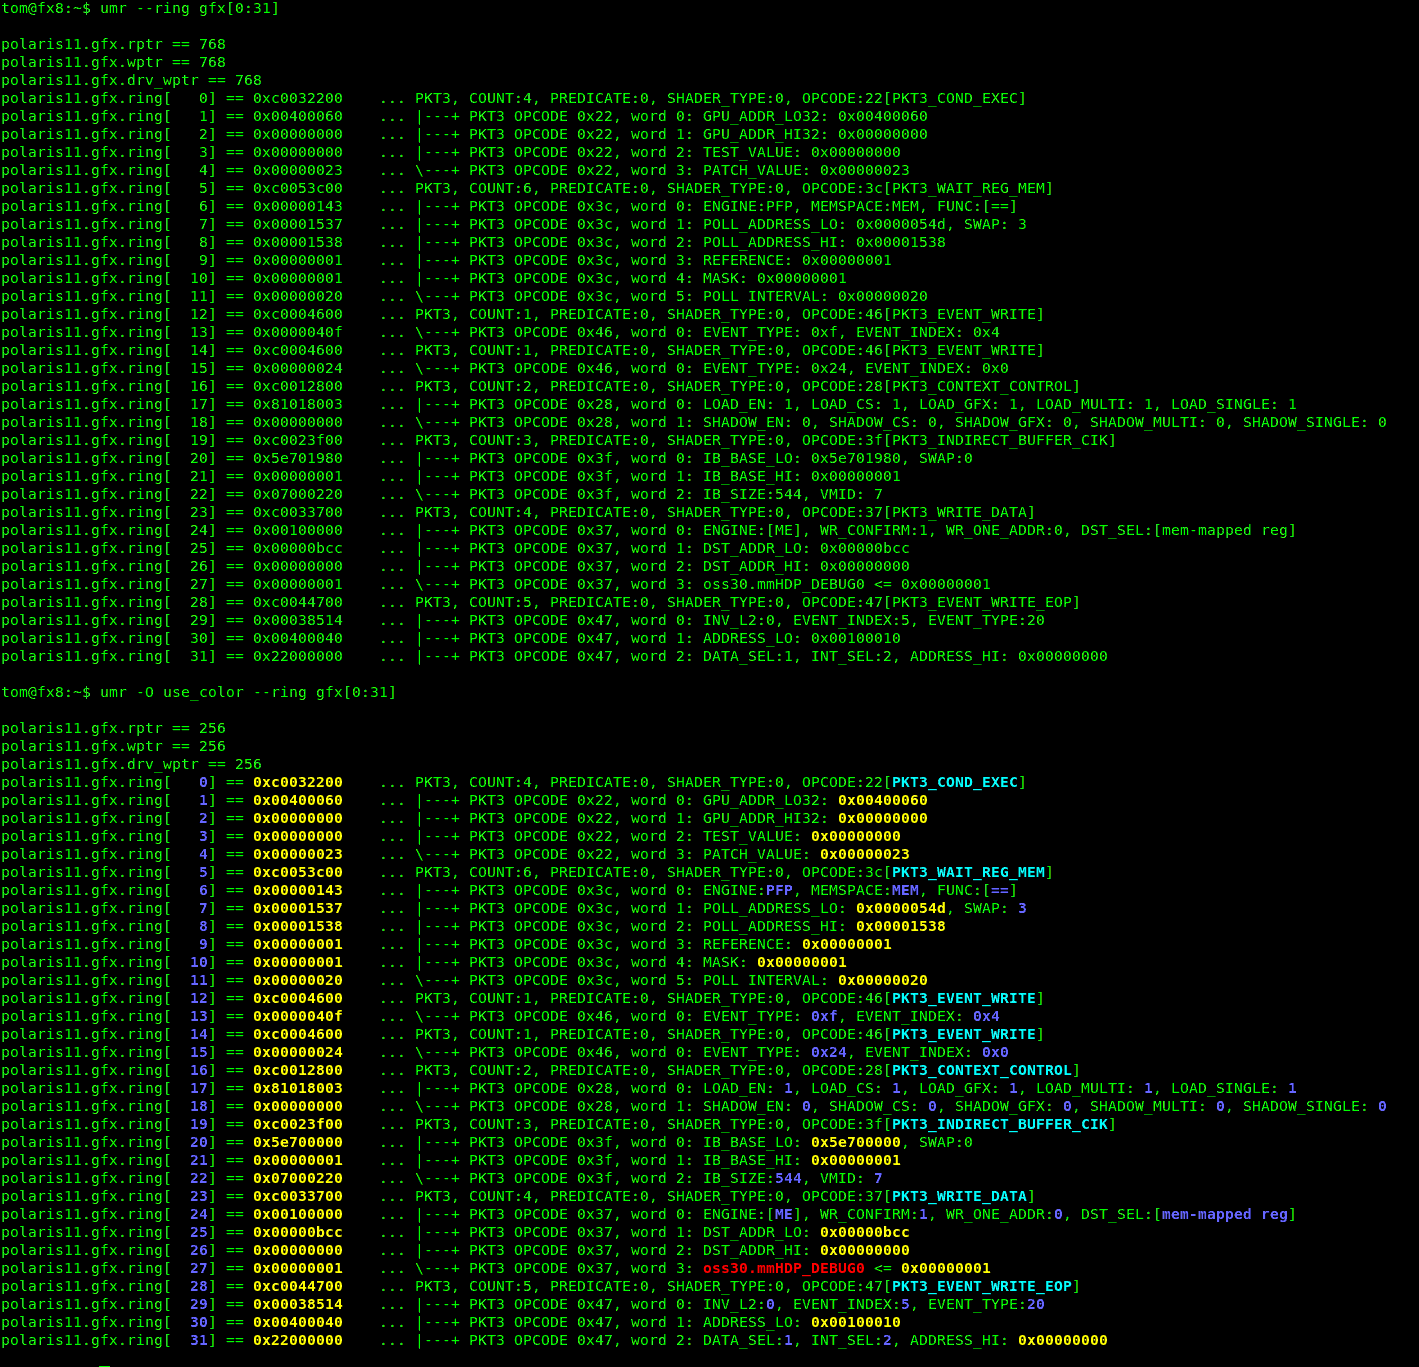 tom@fx8:~$ umr --ring gfx[0:31]

polaris11.gfx.rptr == 768
polaris11.gfx.wptr == 768
polaris11.gfx.drv_wptr == 768
polaris11.gfx.ring[   0] == 0xc0032200    ... PKT3, COUNT:4, PREDICATE:0, SHADER_TYPE:0, OPCODE:22[PKT3_COND_EXEC]
polaris11.gfx.ring[   1] == 0x00400060    ... |---+ PKT3 OPCODE 0x22, word 0: GPU_ADDR_LO32: 0x00400060
polaris11.gfx.ring[   2] == 0x00000000    ... |---+ PKT3 OPCODE 0x22, word 1: GPU_ADDR_HI32: 0x00000000
polaris11.gfx.ring[   3] == 0x00000000    ... |---+ PKT3 OPCODE 0x22, word 2: TEST_VALUE: 0x00000000
polaris11.gfx.ring[   4] == 0x00000023    ... \---+ PKT3 OPCODE 0x22, word 3: PATCH_VALUE: 0x00000023
polaris11.gfx.ring[   5] == 0xc0053c00    ... PKT3, COUNT:6, PREDICATE:0, SHADER_TYPE:0, OPCODE:3c[PKT3_WAIT_REG_MEM]
polaris11.gfx.ring[   6] == 0x00000143    ... |---+ PKT3 OPCODE 0x3c, word 0: ENGINE:PFP, MEMSPACE:MEM, FUNC:[==]
polaris11.gfx.ring[   7] == 0x00001537    ... |---+ PKT3 OPCODE 0x3c, word 1: POLL_ADDRESS_LO: 0x0000054d, SWAP: 3
polaris11.gfx.ring[   8] == 0x00001538    ... |---+ PKT3 OPCODE 0x3c, word 2: POLL_ADDRESS_HI: 0x00001538
polaris11.gfx.ring[   9] == 0x00000001    ... |---+ PKT3 OPCODE 0x3c, word 3: REFERENCE: 0x00000001
polaris11.gfx.ring[  10] == 0x00000001    ... |---+ PKT3 OPCODE 0x3c, word 4: MASK: 0x00000001
polaris11.gfx.ring[  11] == 0x00000020    ... \---+ PKT3 OPCODE 0x3c, word 5: POLL INTERVAL: 0x00000020
polaris11.gfx.ring[  12] == 0xc0004600    ... PKT3, COUNT:1, PREDICATE:0, SHADER_TYPE:0, OPCODE:46[PKT3_EVENT_WRITE]
polaris11.gfx.ring[  13] == 0x0000040f    ... \---+ PKT3 OPCODE 0x46, word 0: EVENT_TYPE: 0xf, EVENT_INDEX: 0x4
polaris11.gfx.ring[  14] == 0xc0004600    ... PKT3, COUNT:1, PREDICATE:0, SHADER_TYPE:0, OPCODE:46[PKT3_EVENT_WRITE]
polaris11.gfx.ring[  15] == 0x00000024    ... \---+ PKT3 OPCODE 0x46, word 0: EVENT_TYPE: 0x24, EVENT_INDEX: 0x0
polaris11.gfx.ring[  16] == 0xc0012800    ... PKT3, COUNT:2, PREDICATE:0, SHADER_TYPE:0, OPCODE:28[PKT3_CONTEXT_CONTROL]
polaris11.gfx.ring[  17] == 0x81018003    ... |---+ PKT3 OPCODE 0x28, word 0: LOAD_EN: 1, LOAD_CS: 1, LOAD_GFX: 1, LOAD_MULTI: 1, LOAD_SINGLE: 1
polaris11.gfx.ring[  18] == 0x00000000    ... \---+ PKT3 OPCODE 0x28, word 1: SHADOW_EN: 0, SHADOW_CS: 0, SHADOW_GFX: 0, SHADOW_MULTI: 0, SHADOW_SINGLE: 0
polaris11.gfx.ring[  19] == 0xc0023f00    ... PKT3, COUNT:3, PREDICATE:0, SHADER_TYPE:0, OPCODE:3f[PKT3_INDIRECT_BUFFER_CIK]
polaris11.gfx.ring[  20] == 0x5e701980    ... |---+ PKT3 OPCODE 0x3f, word 0: IB_BASE_LO: 0x5e701980, SWAP:0
polaris11.gfx.ring[  21] == 0x00000001    ... |---+ PKT3 OPCODE 0x3f, word 1: IB_BASE_HI: 0x00000001
polaris11.gfx.ring[  22] == 0x07000220    ... \---+ PKT3 OPCODE 0x3f, word 2: IB_SIZE:544, VMID: 7
polaris11.gfx.ring[  23] == 0xc0033700    ... PKT3, COUNT:4, PREDICATE:0, SHADER_TYPE:0, OPCODE:37[PKT3_WRITE_DATA]
polaris11.gfx.ring[  24] == 0x00100000    ... |---+ PKT3 OPCODE 0x37, word 0: ENGINE:[ME], WR_CONFIRM:1, WR_ONE_ADDR:0, DST_SEL:[mem-mapped reg]
polaris11.gfx.ring[  25] == 0x00000bcc    ... |---+ PKT3 OPCODE 0x37, word 1: DST_ADDR_LO: 0x00000bcc
polaris11.gfx.ring[  26] == 0x00000000    ... |---+ PKT3 OPCODE 0x37, word 2: DST_ADDR_HI: 0x00000000
polaris11.gfx.ring[  27] == 0x00000001    ... \---+ PKT3 OPCODE 0x37, word 3: oss30.mmHDP_DEBUG0 <= 0x00000001
polaris11.gfx.ring[  28] == 0xc0044700    ... PKT3, COUNT:5, PREDICATE:0, SHADER_TYPE:0, OPCODE:47[PKT3_EVENT_WRITE_EOP]
polaris11.gfx.ring[  29] == 0x00038514    ... |---+ PKT3 OPCODE 0x47, word 0: INV_L2:0, EVENT_INDEX:5, EVENT_TYPE:20
polaris11.gfx.ring[  30] == 0x00400040    ... |---+ PKT3 OPCODE 0x47, word 1: ADDRESS_LO: 0x00100010
polaris11.gfx.ring[  31] == 0x22000000    ... |---+ PKT3 OPCODE 0x47, word 2: DATA_SEL:1, INT_SEL:2, ADDRESS_HI: 0x00000000

tom@fx8:~$ umr -O use_color --ring gfx[0:31]

polaris11.gfx.rptr == 256
polaris11.gfx.wptr == 256
polaris11.gfx.drv_wptr == 256
polaris11.gfx.ring[   0] == 0xc0032200    ... PKT3, COUNT:4, PREDICATE:0, SHADER_TYPE:0, OPCODE:22[PKT3_COND_EXEC]
polaris11.gfx.ring[   1] == 0x00400060    ... |---+ PKT3 OPCODE 0x22, word 0: GPU_ADDR_LO32: 0x00400060
polaris11.gfx.ring[   2] == 0x00000000    ... |---+ PKT3 OPCODE 0x22, word 1: GPU_ADDR_HI32: 0x00000000
polaris11.gfx.ring[   3] == 0x00000000    ... |---+ PKT3 OPCODE 0x22, word 2: TEST_VALUE: 0x00000000
polaris11.gfx.ring[   4] == 0x00000023    ... \---+ PKT3 OPCODE 0x22, word 3: PATCH_VALUE: 0x00000023
polaris11.gfx.ring[   5] == 0xc0053c00    ... PKT3, COUNT:6, PREDICATE:0, SHADER_TYPE:0, OPCODE:3c[PKT3_WAIT_REG_MEM]
polaris11.gfx.ring[   6] == 0x00000143    ... |---+ PKT3 OPCODE 0x3c, word 0: ENGINE:PFP, MEMSPACE:MEM, FUNC:[==]
polaris11.gfx.ring[   7] == 0x00001537    ... |---+ PKT3 OPCODE 0x3c, word 1: POLL_ADDRESS_LO: 0x0000054d, SWAP: 3
polaris11.gfx.ring[   8] == 0x00001538    ... |---+ PKT3 OPCODE 0x3c, word 2: POLL_ADDRESS_HI: 0x00001538
polaris11.gfx.ring[   9] == 0x00000001    ... |---+ PKT3 OPCODE 0x3c, word 3: REFERENCE: 0x00000001
polaris11.gfx.ring[  10] == 0x00000001    ... |---+ PKT3 OPCODE 0x3c, word 4: MASK: 0x00000001
polaris11.gfx.ring[  11] == 0x00000020    ... \---+ PKT3 OPCODE 0x3c, word 5: POLL INTERVAL: 0x00000020
polaris11.gfx.ring[  12] == 0xc0004600    ... PKT3, COUNT:1, PREDICATE:0, SHADER_TYPE:0, OPCODE:46[PKT3_EVENT_WRITE]
polaris11.gfx.ring[  13] == 0x0000040f    ... \---+ PKT3 OPCODE 0x46, word 0: EVENT_TYPE: 0xf, EVENT_INDEX: 0x4
polaris11.gfx.ring[  14] == 0xc0004600    ... PKT3, COUNT:1, PREDICATE:0, SHADER_TYPE:0, OPCODE:46[PKT3_EVENT_WRITE]
polaris11.gfx.ring[  15] == 0x00000024    ... \---+ PKT3 OPCODE 0x46, word 0: EVENT_TYPE: 0x24, EVENT_INDEX: 0x0
polaris11.gfx.ring[  16] == 0xc0012800    ... PKT3, COUNT:2, PREDICATE:0, SHADER_TYPE:0, OPCODE:28[PKT3_CONTEXT_CONTROL]
polaris11.gfx.ring[  17] == 0x81018003    ... |---+ PKT3 OPCODE 0x28, word 0: LOAD_EN: 1, LOAD_CS: 1, LOAD_GFX: 1, LOAD_MULTI: 1, LOAD_SINGLE: 1
polaris11.gfx.ring[  18] == 0x00000000    ... \---+ PKT3 OPCODE 0x28, word 1: SHADOW_EN: 0, SHADOW_CS: 0, SHADOW_GFX: 0, SHADOW_MULTI: 0, SHADOW_SINGLE: 0
polaris11.gfx.ring[  19] == 0xc0023f00    ... PKT3, COUNT:3, PREDICATE:0, SHADER_TYPE:0, OPCODE:3f[PKT3_INDIRECT_BUFFER_CIK]
polaris11.gfx.ring[  20] == 0x5e700000    ... |---+ PKT3 OPCODE 0x3f, word 0: IB_BASE_LO: 0x5e700000, SWAP:0
polaris11.gfx.ring[  21] == 0x00000001    ... |---+ PKT3 OPCODE 0x3f, word 1: IB_BASE_HI: 0x00000001
polaris11.gfx.ring[  22] == 0x07000220    ... \---+ PKT3 OPCODE 0x3f, word 2: IB_SIZE:544, VMID: 7
polaris11.gfx.ring[  23] == 0xc0033700    ... PKT3, COUNT:4, PREDICATE:0, SHADER_TYPE:0, OPCODE:37[PKT3_WRITE_DATA]
polaris11.gfx.ring[  24] == 0x00100000    ... |---+ PKT3 OPCODE 0x37, word 0: ENGINE:[ME], WR_CONFIRM:1, WR_ONE_ADDR:0, DST_SEL:[mem-mapped reg]
polaris11.gfx.ring[  25] == 0x00000bcc    ... |---+ PKT3 OPCODE 0x37, word 1: DST_ADDR_LO: 0x00000bcc
polaris11.gfx.ring[  26] == 0x00000000    ... |---+ PKT3 OPCODE 0x37, word 2: DST_ADDR_HI: 0x00000000
polaris11.gfx.ring[  27] == 0x00000001    ... \---+ PKT3 OPCODE 0x37, word 3: oss30.mmHDP_DEBUG0 <= 0x00000001
polaris11.gfx.ring[  28] == 0xc0044700    ... PKT3, COUNT:5, PREDICATE:0, SHADER_TYPE:0, OPCODE:47[PKT3_EVENT_WRITE_EOP]
polaris11.gfx.ring[  29] == 0x00038514    ... |---+ PKT3 OPCODE 0x47, word 0: INV_L2:0, EVENT_INDEX:5, EVENT_TYPE:20
polaris11.gfx.ring[  30] == 0x00400040    ... |---+ PKT3 OPCODE 0x47, word 1: ADDRESS_LO: 0x00100010
polaris11.gfx.ring[  31] == 0x22000000    ... |---+ PKT3 OPCODE 0x47, word 2: DATA_SEL:1, INT_SEL:2, ADDRESS_HI: 0x00000000